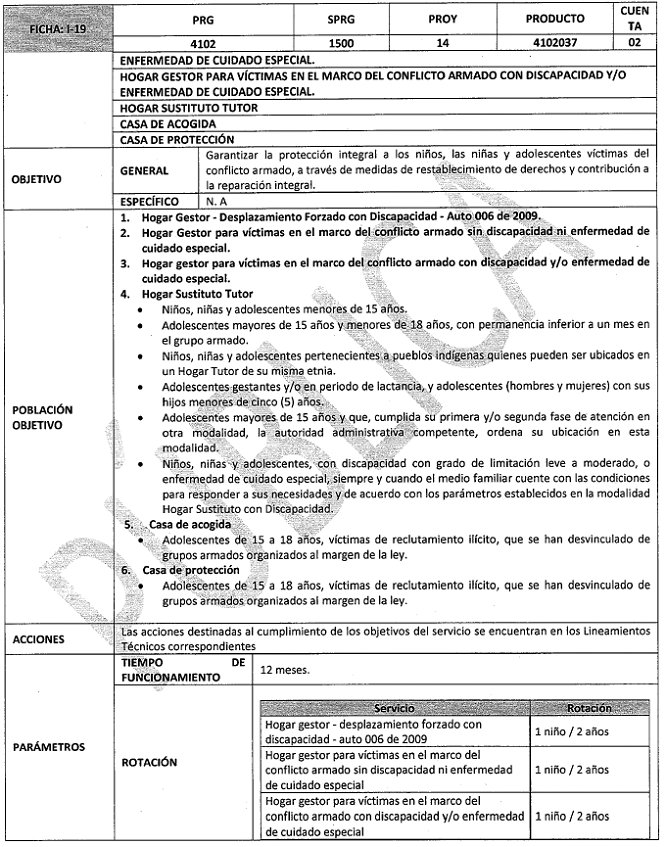 FICHA: I-19
PRG
SPRG
PROY
PRODUCTO
CUEN
TA
4102
1500
14
4102037
02
ENFERMEDAD DE CUIDADO ESPECIAL.
HOGAR GESTOR PARA VÍCTIMAS EN EL MARCO DEL CONFLICTO ARMADO CON DISCAPACIDAD Y/O
ENFERMEDAD DE CUIDADO ESPECIAL.
HOGAR SUSTITUTO TUTOR
CASA DE ACOGIDA
CASA DE PROTECCIÓN
OBJETIVO
GENERAL
Garantizar la protección integral a los niños, las niñas y adolescentes víctimas del
conflicto armado, a través de medidas de restablecimiento de derechos y contribución a
la reparación integral.
ESPECÍFICO
N. A
POBLACIÓN
OBJETIVO
1. Hogar Gestor - Desplazamiento Forzado con Discapacidad - Auto 006 de 2009.
2. Hogar Gestor para víctimas en el marco del conflicto armado sin discapacidad ni enfermedad de
cuidado especial.
3. Hogar gestor para víctimas en el marco del conflicto armado con discapacidad y/o enfermedad de
cuidado especial.
4. Hogar Sustituto Tutor
• Niños, niñas y adolescentes menores de 15 años.
• Adolescentes mayores de 15 años y menores de 18 años, con permanencia inferior a un mes en
el grupo armado.
• Niños, niñas y adolescentes pertenecientes a pueblos indígenas quienes pueden ser ubicados en
un Hogar Tutor de su misma etnia.
• Adolescentes gestantes y/o en periodo de lactancia, y adolescentes (hombres y mujeres) con sus
hijos menores de cinco (5) años.
• Adolescentes mayores de 15 años y que, cumplida su primera y/o segunda fase de atención en
otra modalidad, la autoridad administrativa competente, ordena su ubicación en esta
modalidad.
• Niños, niñas y adolescentes, con discapacidad con grado de limitación leve a moderado, o
enfermedad de cuidado especial, siempre y cuando el medio familiar cuente con las condiciones
para responder a sus necesidades y de acuerdo con los parámetros establecidos en la modalidad
Hogar Sustituto con Discapacidad.
5. Casa de acogida
• Adolescentes de 15 a 18 años, víctimas de reclutamiento ilícito, que se han desvinculado de
grupos armados organizados al margen de la ley.
6. Casa de protección
• Adolescentes de 15 a 18 años, víctimas de reclutamiento ilícito, que se han desvinculado de
grupos armados organizados al margen de la ley.
PÚBLICA
ACCIONES
Las acciones destinadas al cumplimiento de los objetivos del servicio se encuentran en los Lineamientos
Técnicos correspondientes
PARÁMETROS
TIEMPO DE
FUNCIONAMIENTO
12 meses.
ROTACIÓN
Servicio
Rotación
Hogar gestor - desplazamiento forzado con
discapacidad - auto 006 de 2009
1 niño / 2 años
Hogar gestor para víctimas en el marco del
conflicto armado sin discapacidad ni enfermedad
de cuidado especial
1 niño / 2 años
Hogar gestor para víctimas en el marco del
conflicto armado con discapacidad y/o enfermedad
de cuidado especial
1 niño / 2 años